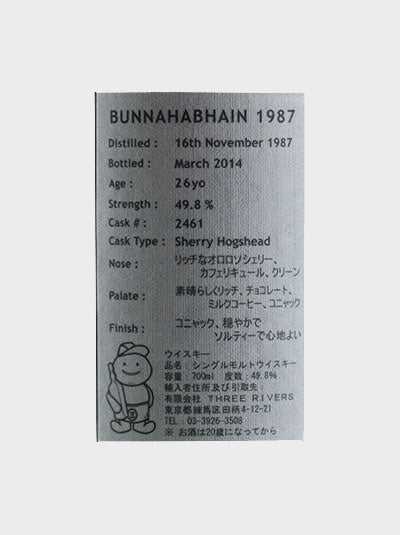 BUNNAHABHAIN 1987
Distilled : 16th November 1987
Bottled : March 2014
Age : 26yo
Strength : 49.8 %
Cask # : 2461
Cask Type : Sherry Hogshead
Nose : リッチなオロロソシェリー、
カフェリキュール、クリーン
Palate : 素晴らしくリッチ、チョコレート、
ミルクコーヒー、コニャック
Finish : コニャック、穏やかで
ソルティーで心地よい
ウイスキー
品名：シングルモルトウイスキー
容量：700ml 度数：49.8%
輸入者住所及び引取先：
有限会社 THREE RIVERS
東京都練馬区田柄4-12-21
TEL : 03-3926-3508
※ お酒は20歳になってから